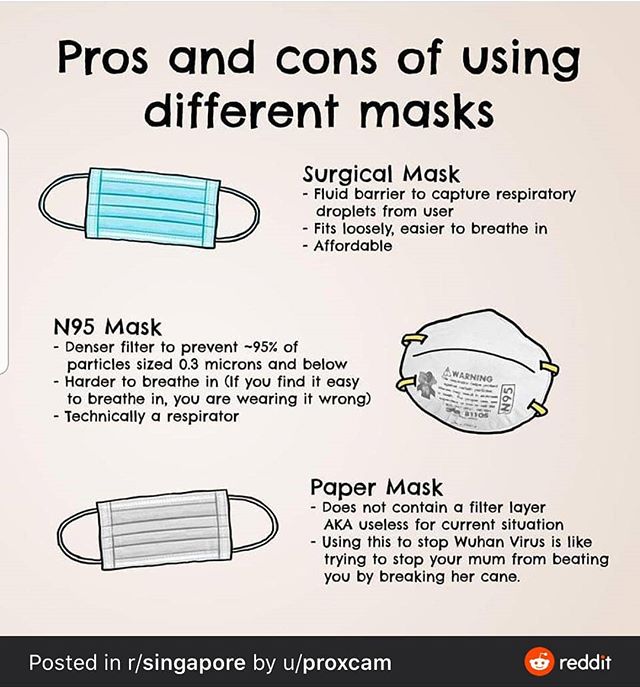 Pros and cons of using
different masks
Surgical Mask
- Fluid barrier to capture respiratory
droplets from user
- Fits loosely, easier to breathe in
- Affordable
N95 Mask
- Denser filter to prevent ~95% of
particles sized 0.3 microns and below
- Harder to breathe in (If you find it easy
to breathe in, you are wearing it wrong)
- Technically a respirator
WARNING
N95
Paper Mask
- Does not contain a filter layer
AKA useless for current situation
- Using this to stop Wuhan Virus is like
trying to stop your mum from beating
you by breaking her cane.
Posted in r/singapore by u/proxcam
reddit